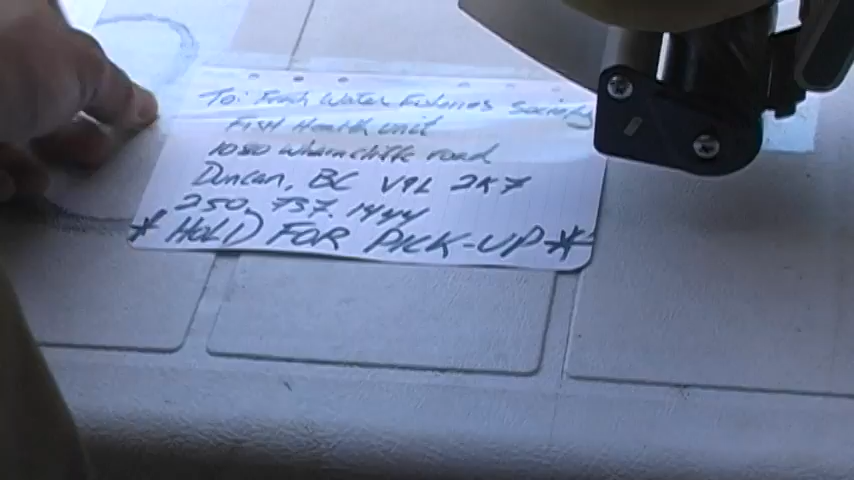 To: Fresh Water Fisheries Society
Fish Health Unit
1080 Wharncliffe road
Duncan, BC V9L 2K7
250. 737. 1444
* HOLD FOR PICK-UP *